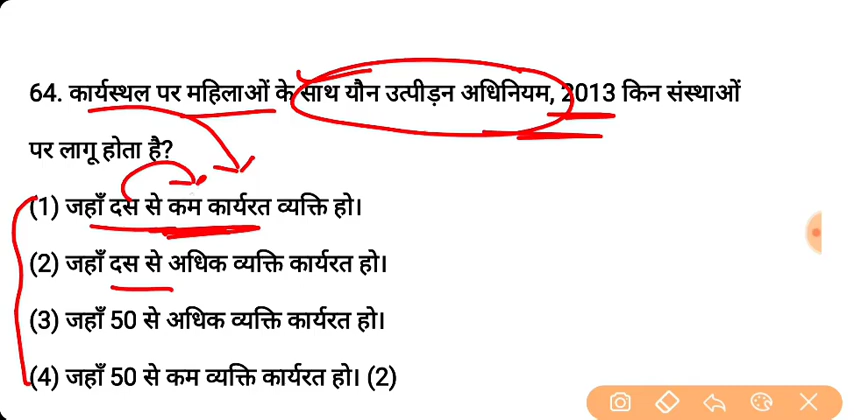 64. कार्यस्थल पर महिलाओं के साथ यौन उत्पीड़न अधिनियम, 2013 किन संस्थाओं
पर लागू होता है?
(1) जहाँ दस से कम कार्यरत व्यक्ति हो।
(2) जहाँ दस से अधिक व्यक्ति कार्यरत हो।
(3) जहाँ 50 से अधिक व्यक्ति कार्यरत हो।
(4) जहाँ 50 से कम व्यक्ति कार्यरत हो। (2)